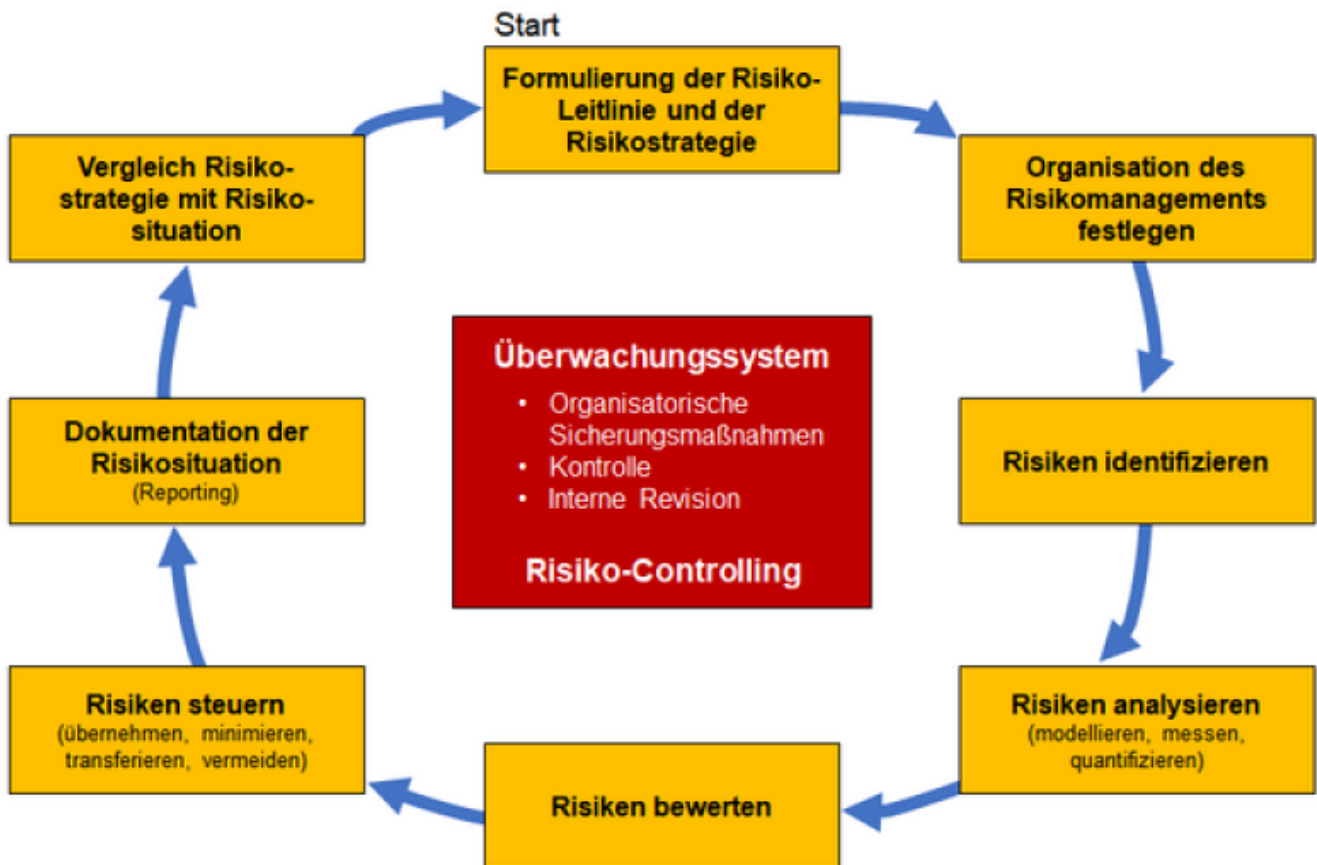 Start
Formulierung der Risiko-
Leitlinie und der
Risikostrategie
Organisation des
Risikomanagements
festlegen
Risiken identifizieren
Risiken analysieren
(modellieren, messen,
quantifizieren)
Risiken bewerten
Risiken steuern
(übernehmen, minimieren,
transferieren, vermeiden)
Dokumentation der
Risikosituation
(Reporting)
Vergleich Risiko-
strategie mit Risiko-
situation
Überwachungssystem
• Organisatorische
Sicherungsmaßnahmen
• Kontrolle
• Interne Revision
Risiko-Controlling